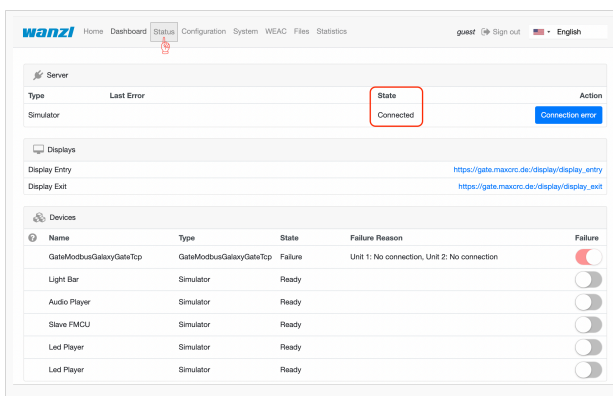 wanzl Home Dashboard Status Configuration System WEAC Files Statistics guest Sign out English
Server
Type Last Error State Action
Simulator Connected Connection error
Displays
Display Entry https://gate.maxcrc.de:/display/display_entry
Display Exit https://gate.maxcrc.de:/display/display_exit
Devices
? Name Type State Failure Reason Failure
GateModbusGalaxyGateTcp GateModbusGalaxyGateTcp Failure Unit 1: No connection, Unit 2: No connection
Light Bar Simulator Ready
Audio Player Simulator Ready
Slave FMCU Simulator Ready
Led Player Simulator Ready
Led Player Simulator Ready